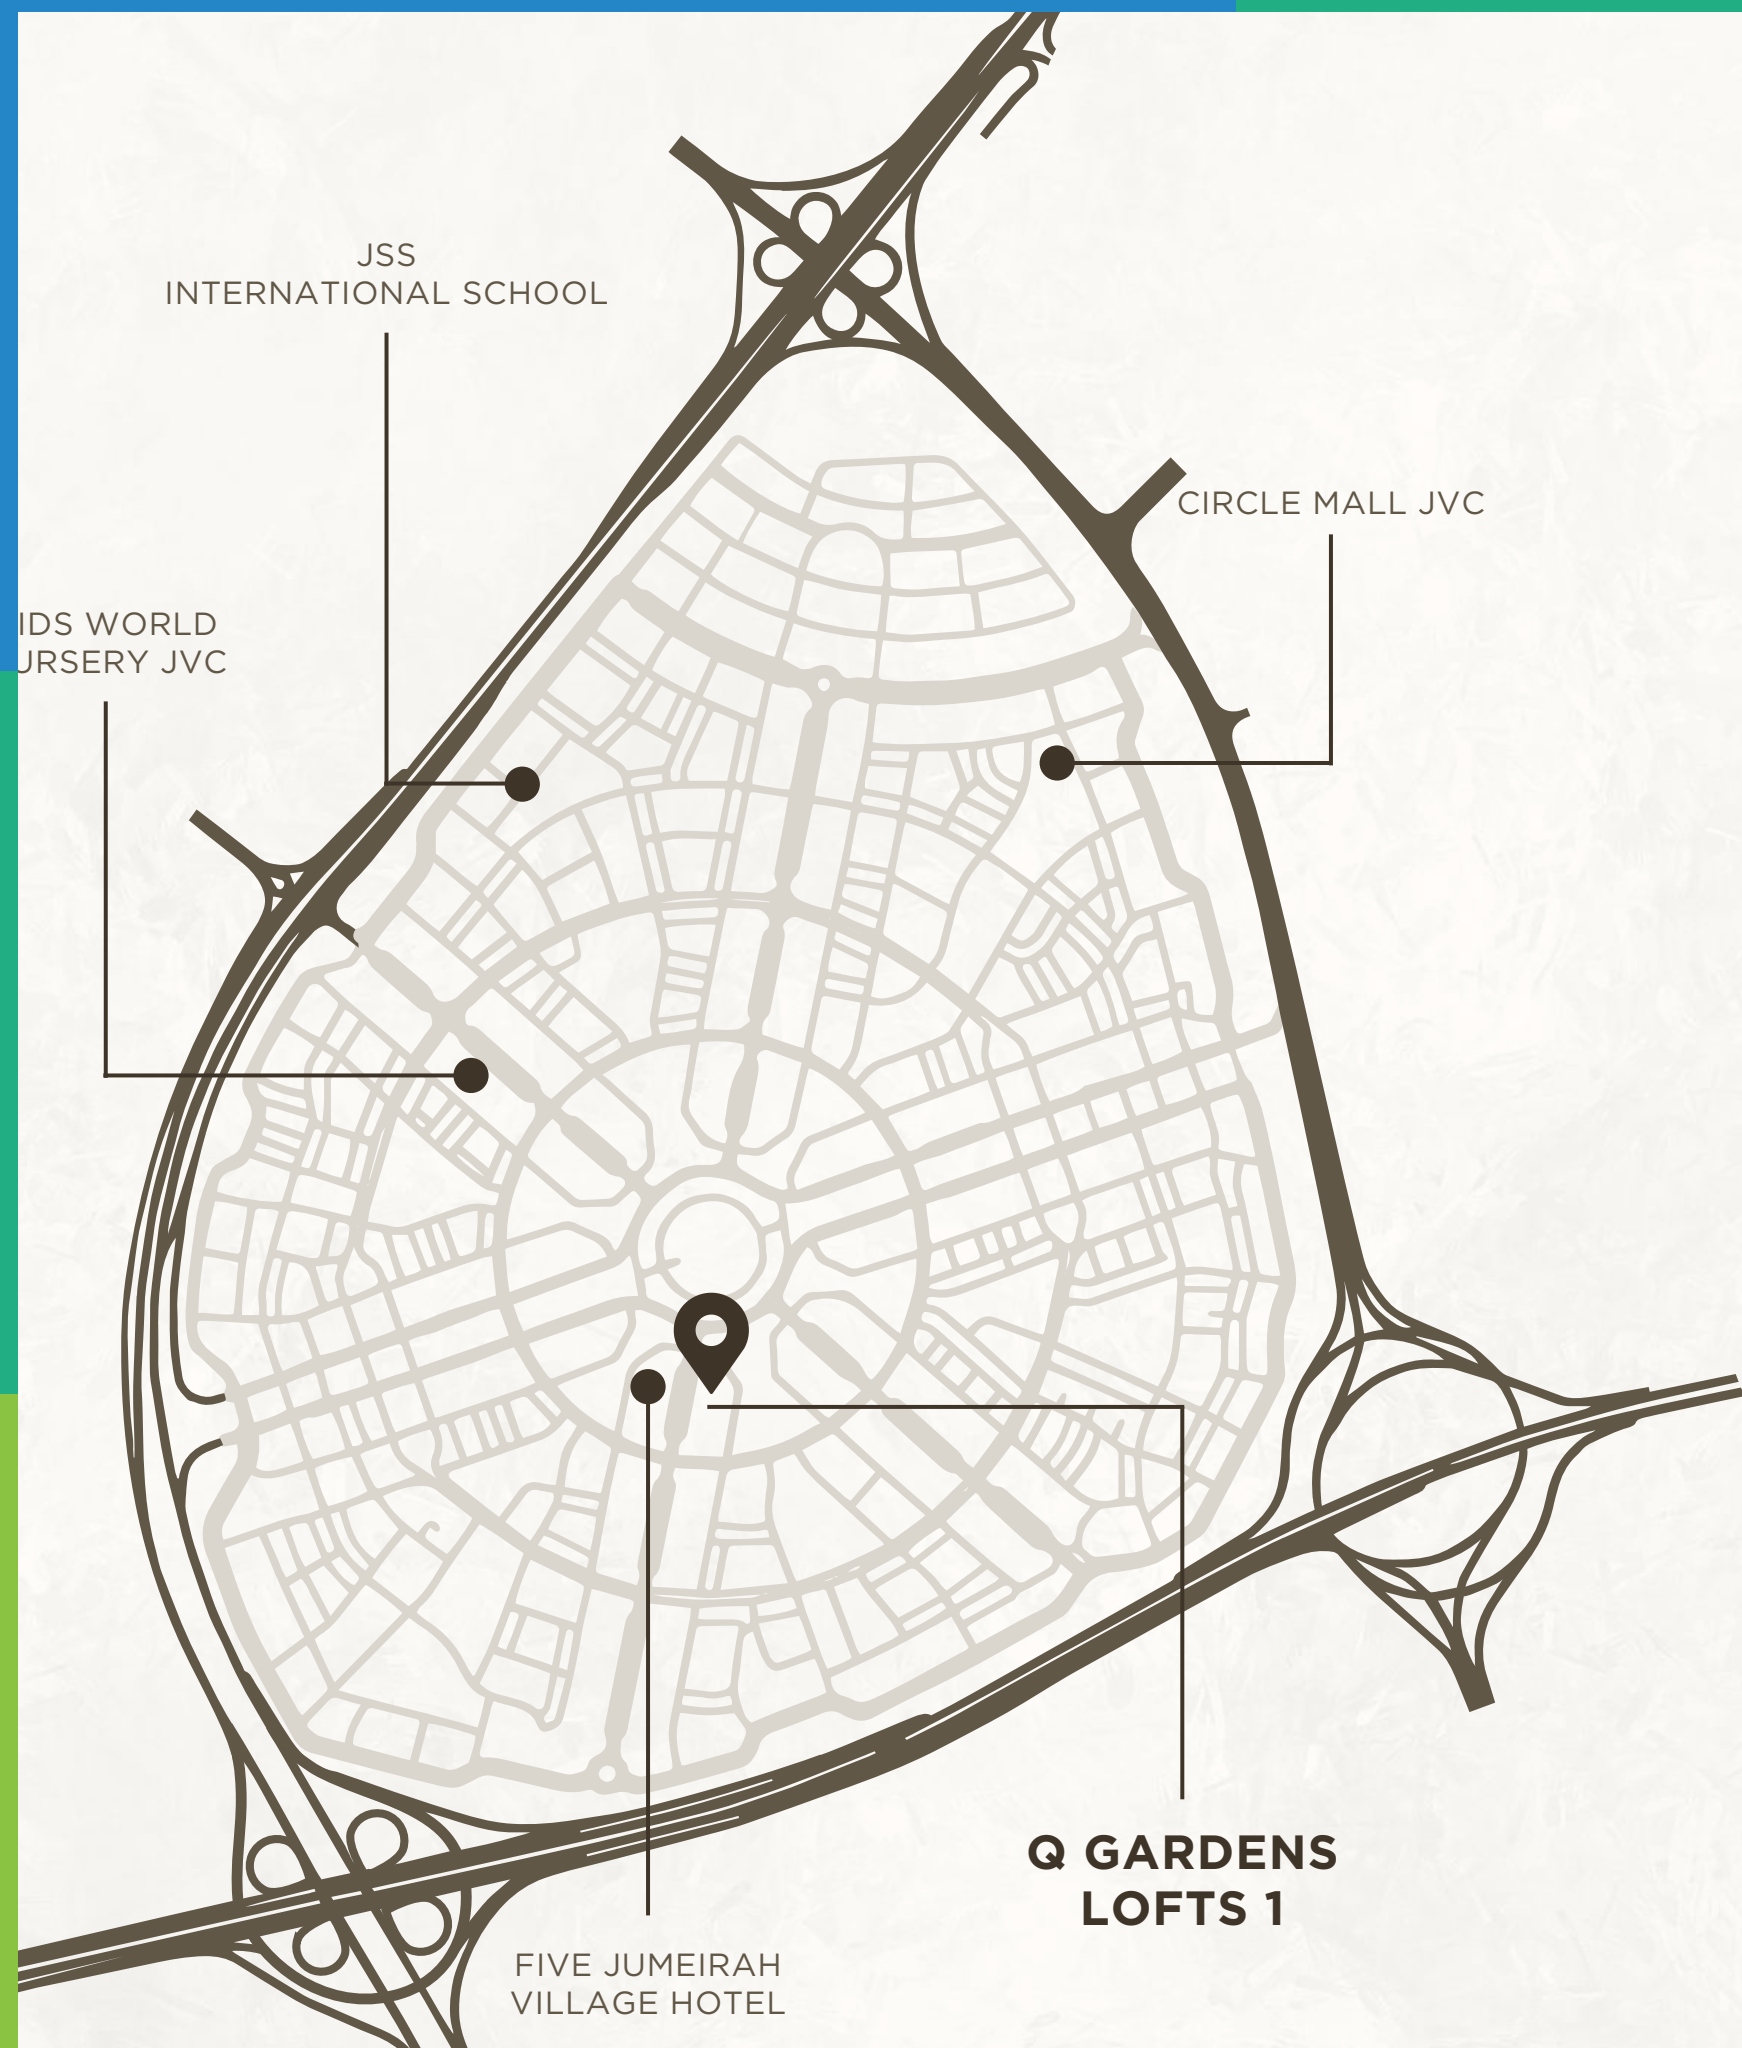 JSS
INTERNATIONAL SCHOOL
CIRCLE MALL JVC
IDS WORLD
URSERY JVC
Q GARDENS
LOFTS 1
FIVE JUMEIRAH
VILLAGE HOTEL